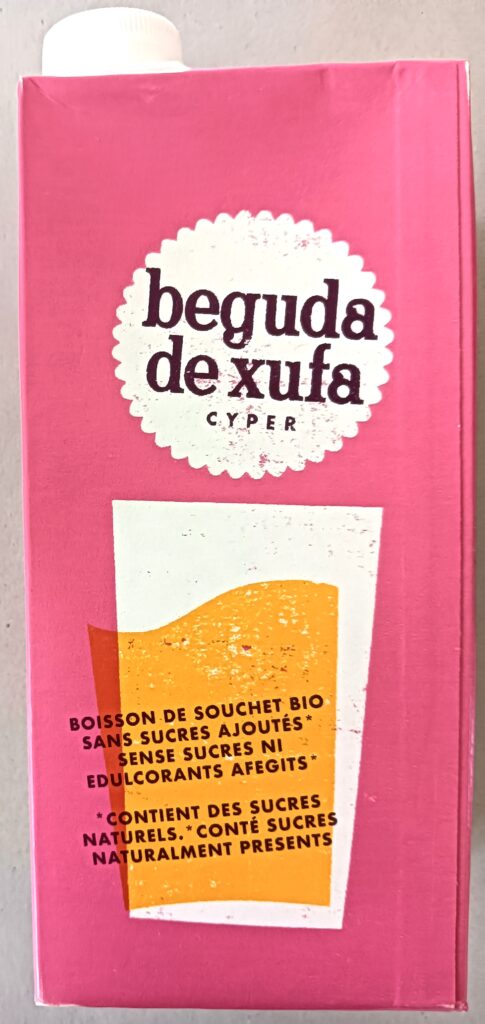 beguda
de xufa
CYPER
BOISSON DE SOUCHET BIO
SANS SUCRES AJOUTÉS*
SENSE SUCRES NI
EDULCORANTS AFEGITS*
*CONTIENT DES SUCRES
NATURELS.*CONTÉ SUCRES
NATURALMENT PRESENTS